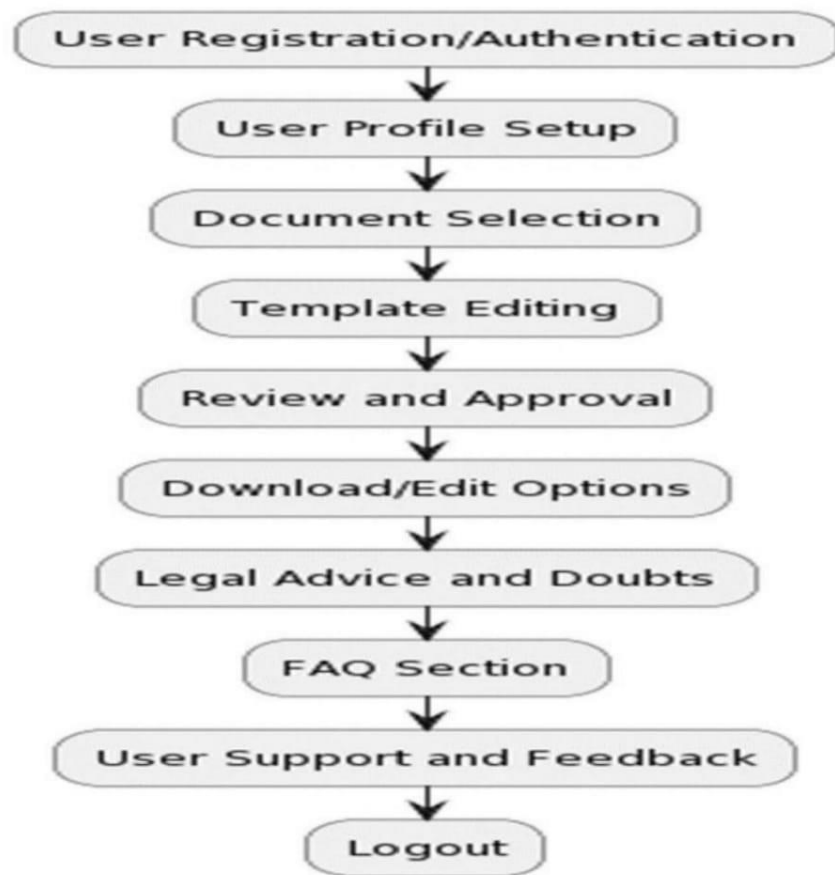 User Registration/Authentication
User Profile Setup
Document Selection
Template Editing
Review and Approval
Download/Edit Options
Legal Advice and Doubts
FAQ Section
User Support and Feedback
Logout